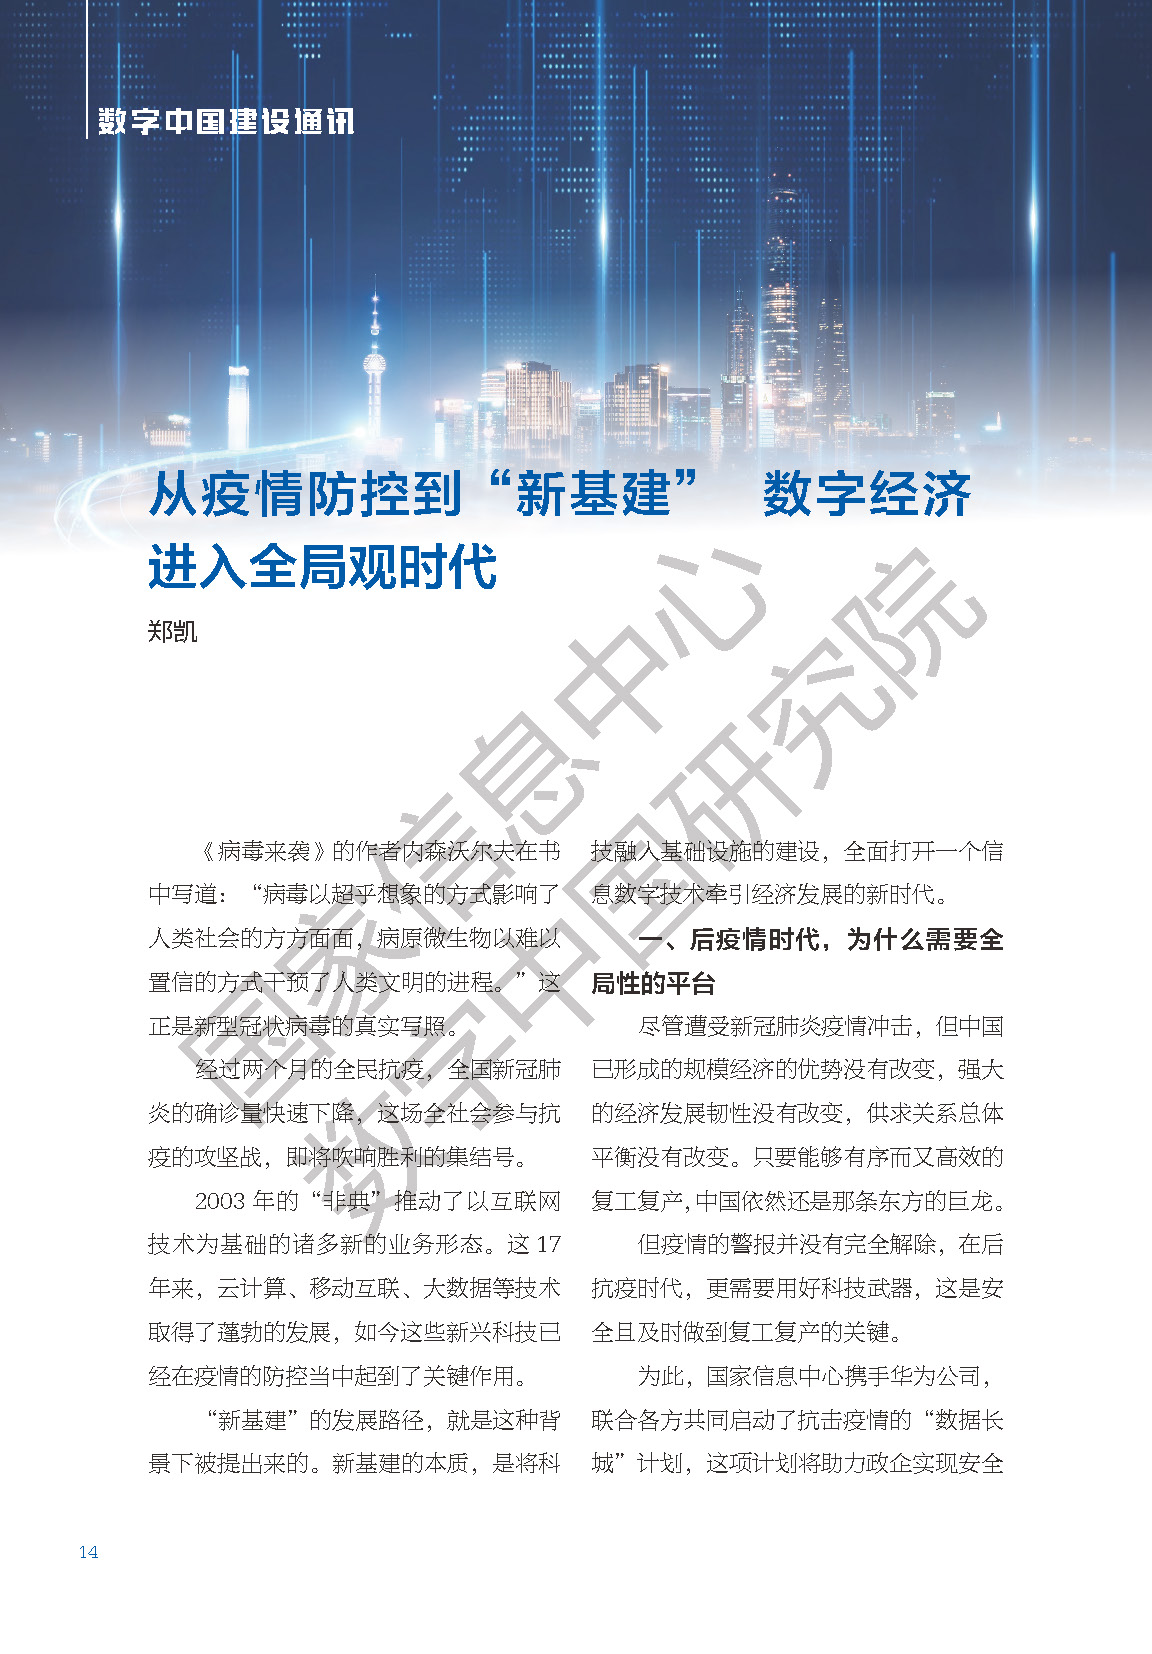 数字中国建设通讯
从疫情防控到“新基建” 数字经济
进入全局观时代
郑凯
《病毒来袭》的作者内森沃尔夫在书
中写道：“病毒以超乎想象的方式影响了
人类社会的方方面面，病原微生物以难以
置信的方式干预了人类文明的进程。”这
正是新型冠状病毒的真实写照。
经过两个月的全民抗疫，全国新冠肺
炎的确诊量快速下降，这场全社会参与抗
疫的攻坚战，即将吹响胜利的集结号。
2003 年的“非典”推动了以互联网
技术为基础的诸多新的业务形态。这 17
年来，云计算、移动互联、大数据等技术
取得了蓬勃的发展，如今这些新兴科技已
经在疫情的防控当中起到了关键作用。
“新基建”的发展路径，就是这种背
景下被提出来的。新基建的本质，是将科
技融入基础设施的建设，全面打开一个信
息数字技术牵引经济发展的新时代。
一、后疫情时代，为什么需要全
局性的平台
尽管遭受新冠肺炎疫情冲击，但中国
已形成的规模经济的优势没有改变，强大
的经济发展韧性没有改变，供求关系总体
平衡没有改变。只要能够有序而又高效的
复工复产，中国依然还是那条东方的巨龙。
但疫情的警报并没有完全解除，在后
抗疫时代，更需要用好科技武器，这是安
全且及时做到复工复产的关键。
为此，国家信息中心携手华为公司，
联合各方共同启动了抗击疫情的“数据长
城”计划，这项计划将助力政企实现安全
14
国家信息中心
数字中国研究院